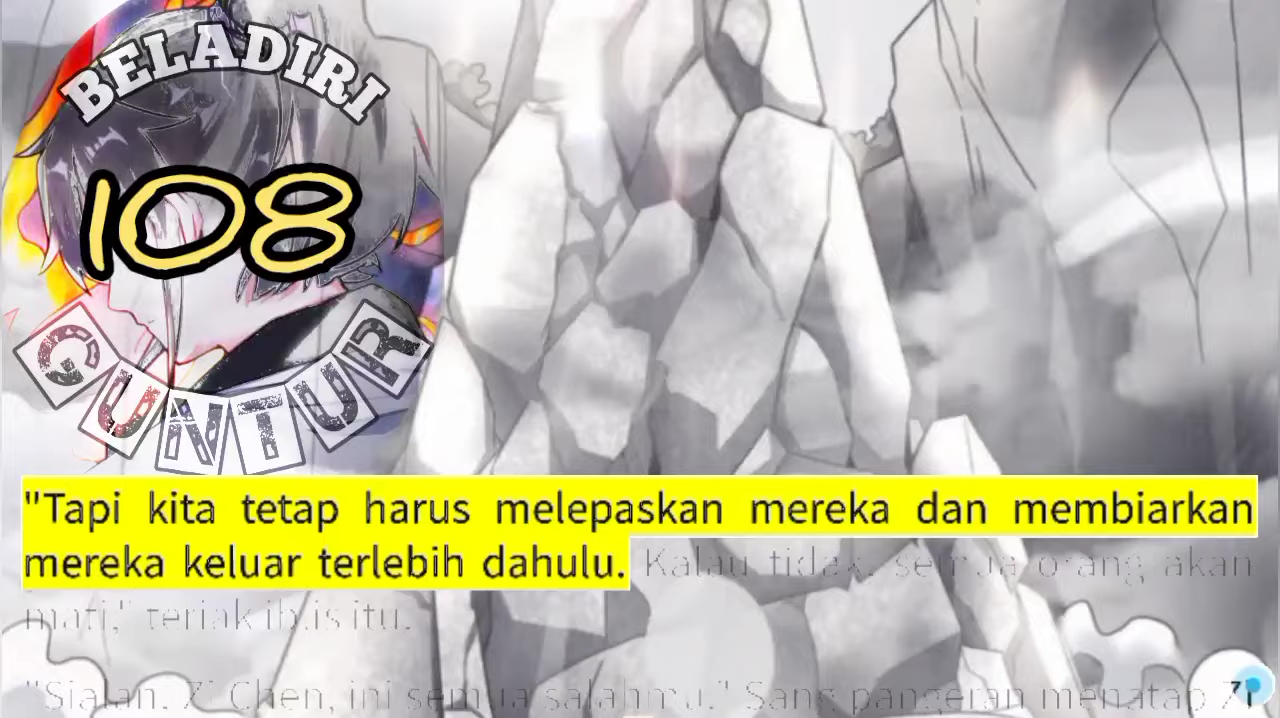 BELADIRI
108
GUNTUR
"Tapi kita tetap harus melepaskan mereka dan membiarkan
mereka keluar terlebih dahulu. Kalau tidak, semua orang akan
mati," teriak iblis itu.
"Sialan, Zi Chen, ini semua salahmu." Sang pangeran menatap Zi
71